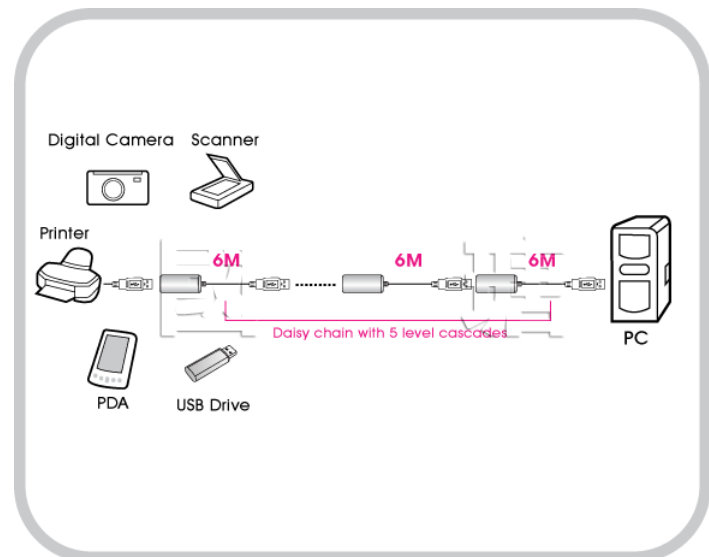 Digital Camera Scanner
Printer
6M 6M 6M
Daisy chain with 5 level cascades
PC
PDA
USB Drive